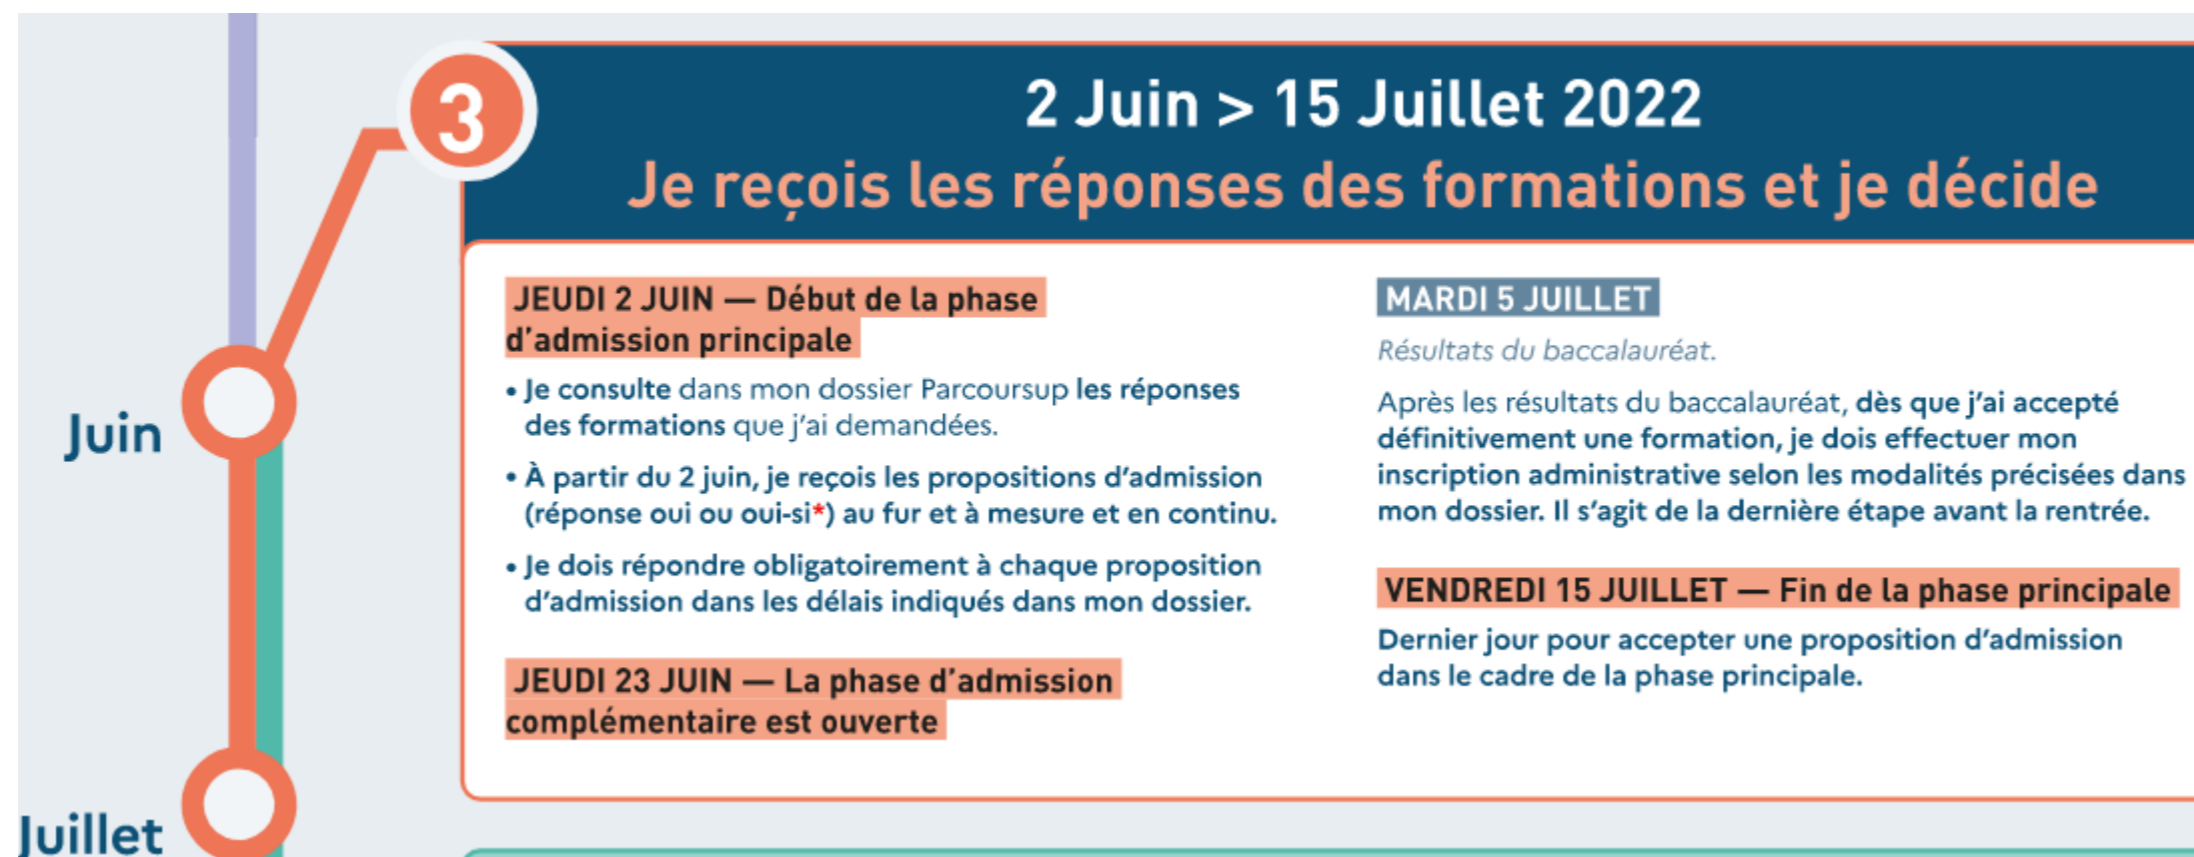 3
2 Juin > 15 Juillet 2022
Je reçois les réponses des formations et je décide
JEUDI 2 JUIN — Début de la phase
d’admission principale
• Je consulte dans mon dossier Parcoursup les réponses
des formations que j’ai demandées.
• À partir du 2 juin, je reçois les propositions d’admission
(réponse oui ou oui-si*) au fur et à mesure et en continu.
• Je dois répondre obligatoirement à chaque proposition
d’admission dans les délais indiqués dans mon dossier.
JEUDI 23 JUIN — La phase d’admission
complémentaire est ouverte
MARDI 5 JUILLET
Résultats du baccalauréat.
Après les résultats du baccalauréat, dès que j’ai accepté
définitivement une formation, je dois effectuer mon
inscription administrative selon les modalités précisées dans
mon dossier. Il s’agit de la dernière étape avant la rentrée.
VENDREDI 15 JUILLET — Fin de la phase principale
Dernier jour pour accepter une proposition d’admission
dans le cadre de la phase principale.
Juin
Juillet